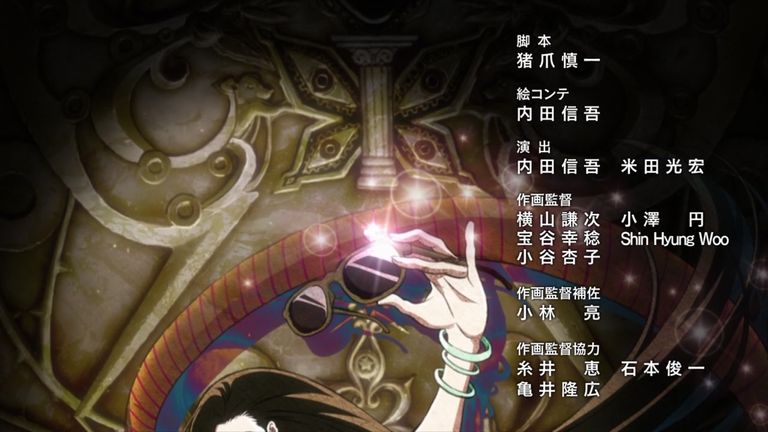 脚本
猪爪慎一
絵コンテ
内田信吾
演出
内田信吾 米田光宏
作画監督
横山謙次 小澤円
宝谷幸稔 Shin Hyung Woo
小谷杏子
作画監督補佐
小林亮
作画監督協力
糸井恵 石本俊一
亀井隆広